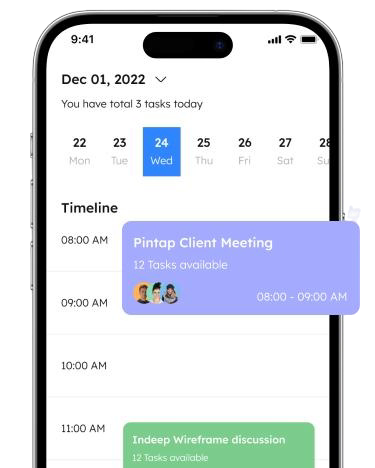 9:41
Dec 01, 2022
You have total 3 tasks today
22 23 24 25 26 27 28
Mon Tue Wed Thu Fri Sat Su
Timeline
08:00 AM
Pintap Client Meeting
12 Tasks available
08:00 - 09:00 AM
09:00 AM
10:00 AM
11:00 AM
Indeep Wireframe discussion
12 Tasks available